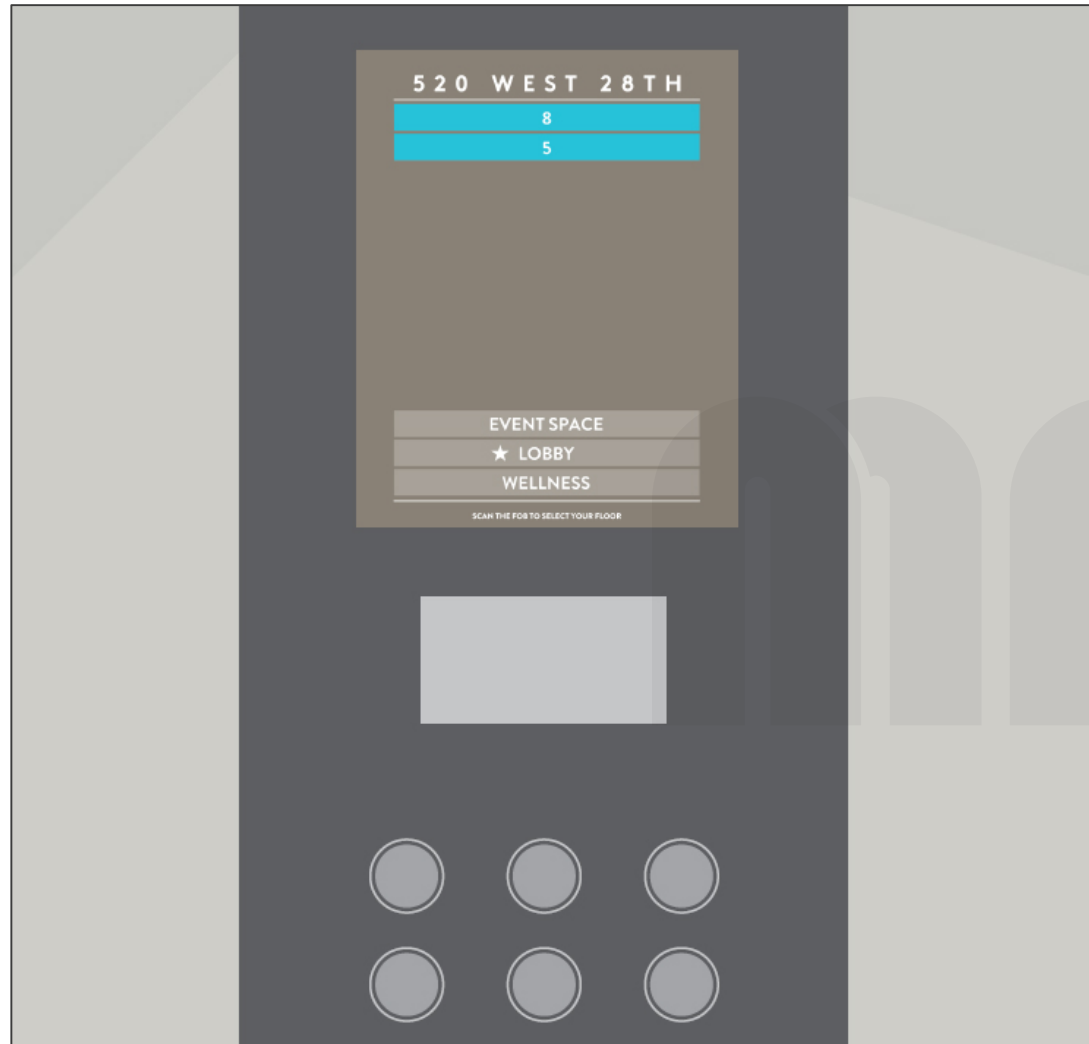 520 WEST 28TH
8
5
EVENT SPACE
★ LOBBY
WELLNESS
SCAN THE FOB TO SELECT YOUR FLOOR